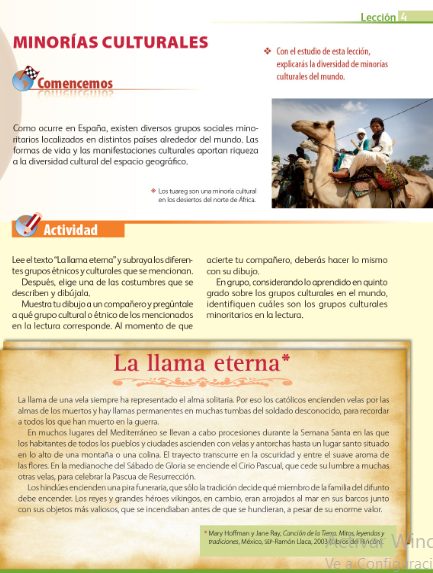 Lección 4
MINORÍAS CULTURALES
❖ Con el estudio de esta lección,
explicarás la diversidad de minorías
culturales del mundo.
Comencemos
Como ocurre en España, existen diversos grupos sociales mino-
ritarios localizados en distintos países alrededor del mundo. Las
formas de vida y las manifestaciones culturales aportan riqueza
a la diversidad cultural del espacio geográfico.
❖ Los tuareg son una minoría cultural
en los desiertos del norte de África.
Actividad
Lee el texto "La llama eterna" y subraya los diferen-
tes grupos étnicos y culturales que se mencionan.
Después, elige una de las costumbres que se
describen y dibújala.
Muestra tu dibujo a un compañero y pregúntale
a qué grupo cultural o étnico de los mencionados
en la lectura corresponde. Al momento de que
acierte tu compañero, deberás hacer lo mismo
con su dibujo.
En grupo, considerando lo aprendido en quinto
grado sobre los grupos culturales en el mundo,
identifiquen cuáles son los grupos culturales
minoritarios en la lectura.
La llama eterna*
La llama de una vela siempre ha representado el alma solitaria. Por eso los católicos encienden velas por las
almas de los muertos y hay llamas permanentes en muchas tumbas del soldado desconocido, para recordar
a todos los que han muerto en la guerra.
En muchos lugares del Mediterráneo se llevan a cabo procesiones durante la Semana Santa en las que
los habitantes de todos los pueblos y ciudades ascienden con velas y antorchas hasta un lugar santo situado
en lo alto de una montaña o una colina. El trayecto transcurre en la oscuridad y entre el suave aroma de
las flores. En la medianoche del Sábado de Gloria se enciende el Cirio Pascual, que cede su lumbre a muchas
otras velas, para celebrar la Pascua de Resurrección.
Los hindúes encienden una pira funeraria, que sólo la tradición decide qué miembro de la familia del difunto
debe encender. Los reyes y grandes héroes vikingos, en cambio, eran arrojados al mar en sus barcos junto
con sus objetos más valiosos, que se incendiaban antes de que se hundieran, a pesar de su enorme valor.
* Mary Hoffman y Jane Ray, Canción de la Tierra. Mitos, leyendas y
tradiciones, México, SEP-Ramón Llaca, 2003 (Libros del Rincón).
Activar Wind
Ve a Configuraci